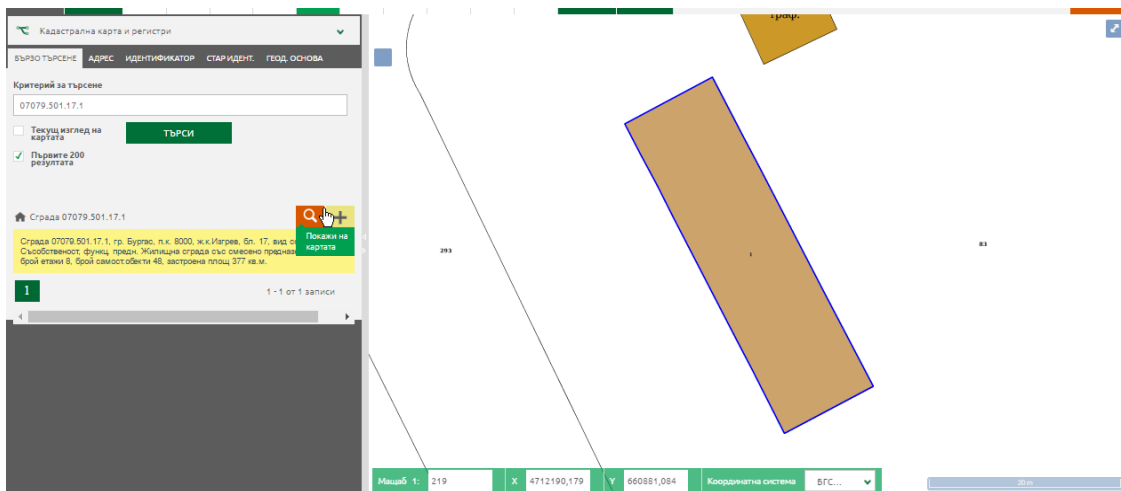 Кадастрална карта и регистри
БЪРЗО ТЪРСЕНЕ АДРЕС ИДЕНТИФИКАТОР СТАР ИДЕНТ. ГЕОД. ОСНОВА
Критерий за търсене
07079.501.17.1
Текущ изглед на
картата
ТЪРСИ
Първите 200
резултата
Сграда 07079.501.17.1
Покажи на
картата
Сграда 07079.501.17.1, гр. Бургас, п.к. 8000, ж.к.Изгрев, бл. 17, вид
Съсобственост, функц. предн. Жилищна сграда със смесено
брой етажи 8, брой самост.обекти 48, застроена площ 377 кв.м.
1
1 - 1 от 1 записи
траф.
293
1
83
Мащаб 1: 219 X 4712190,179 Y 660881,084 Координатна система БГС...
20 m